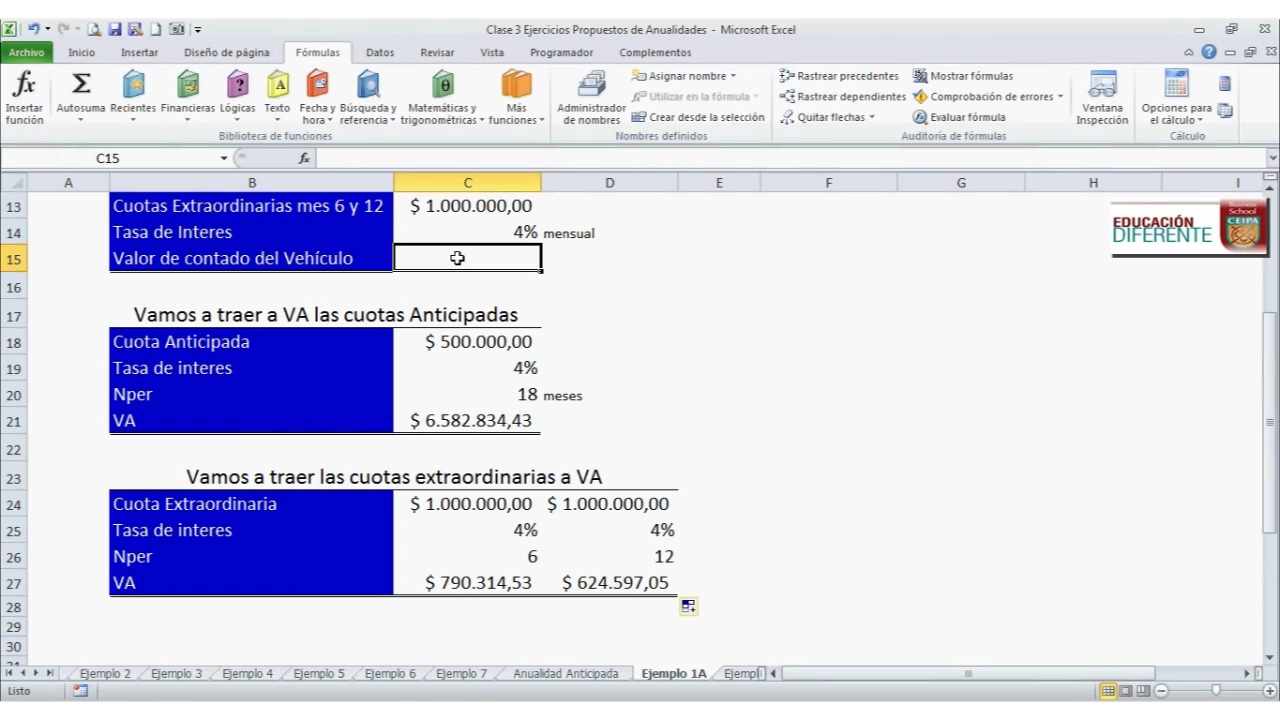 Clase 3 Ejercicios Propuestos de Anualidades - Microsoft Excel
Archivo Inicio Insertar Diseño de página Fórmulas Datos Revisar Vista Programador Complementos
Insertar función
Autosuma
Recientes
Financieras
Lógicas
Texto
Fecha y hora
Búsqueda y referencia
Matemáticas y trigonométricas
Más funciones
Biblioteca de funciones
Administrador de nombres
Asignar nombre
Utilizar en la fórmula
Crear desde la selección
Nombres definidos
Rastrear precedentes
Rastrear dependientes
Quitar flechas
Mostrar fórmulas
Comprobación de errores
Evaluar fórmula
Auditoría de fórmulas
Ventana Inspección
Opciones para el cálculo
Cálculo
C15 fx
A B C D E F G H I
13 Cuotas Extraordinarias mes 6 y 12 $ 1.000.000,00
14 Tasa de Interes 4% mensual
15 Valor de contado del Vehículo
16
17 Vamos a traer a VA las cuotas Anticipadas
18 Cuota Anticipada $ 500.000,00
19 Tasa de interes 4%
20 Nper 18 meses
21 VA $ 6.582.834,43
22
23 Vamos a traer las cuotas extraordinarias a VA
24 Cuota Extraordinaria $ 1.000.000,00 $ 1.000.000,00
25 Tasa de interes 4% 4%
26 Nper 6 12
27 VA $ 790.314,53 $ 624.597,05
28
29
30
EDUCACIÓN
DIFERENTE
School
CEIPA
Ejemplo 2 Ejemplo 3 Ejemplo 4 Ejemplo 5 Ejemplo 6 Ejemplo 7 Anualidad Anticipada Ejemplo 1A Ejempl
Listo